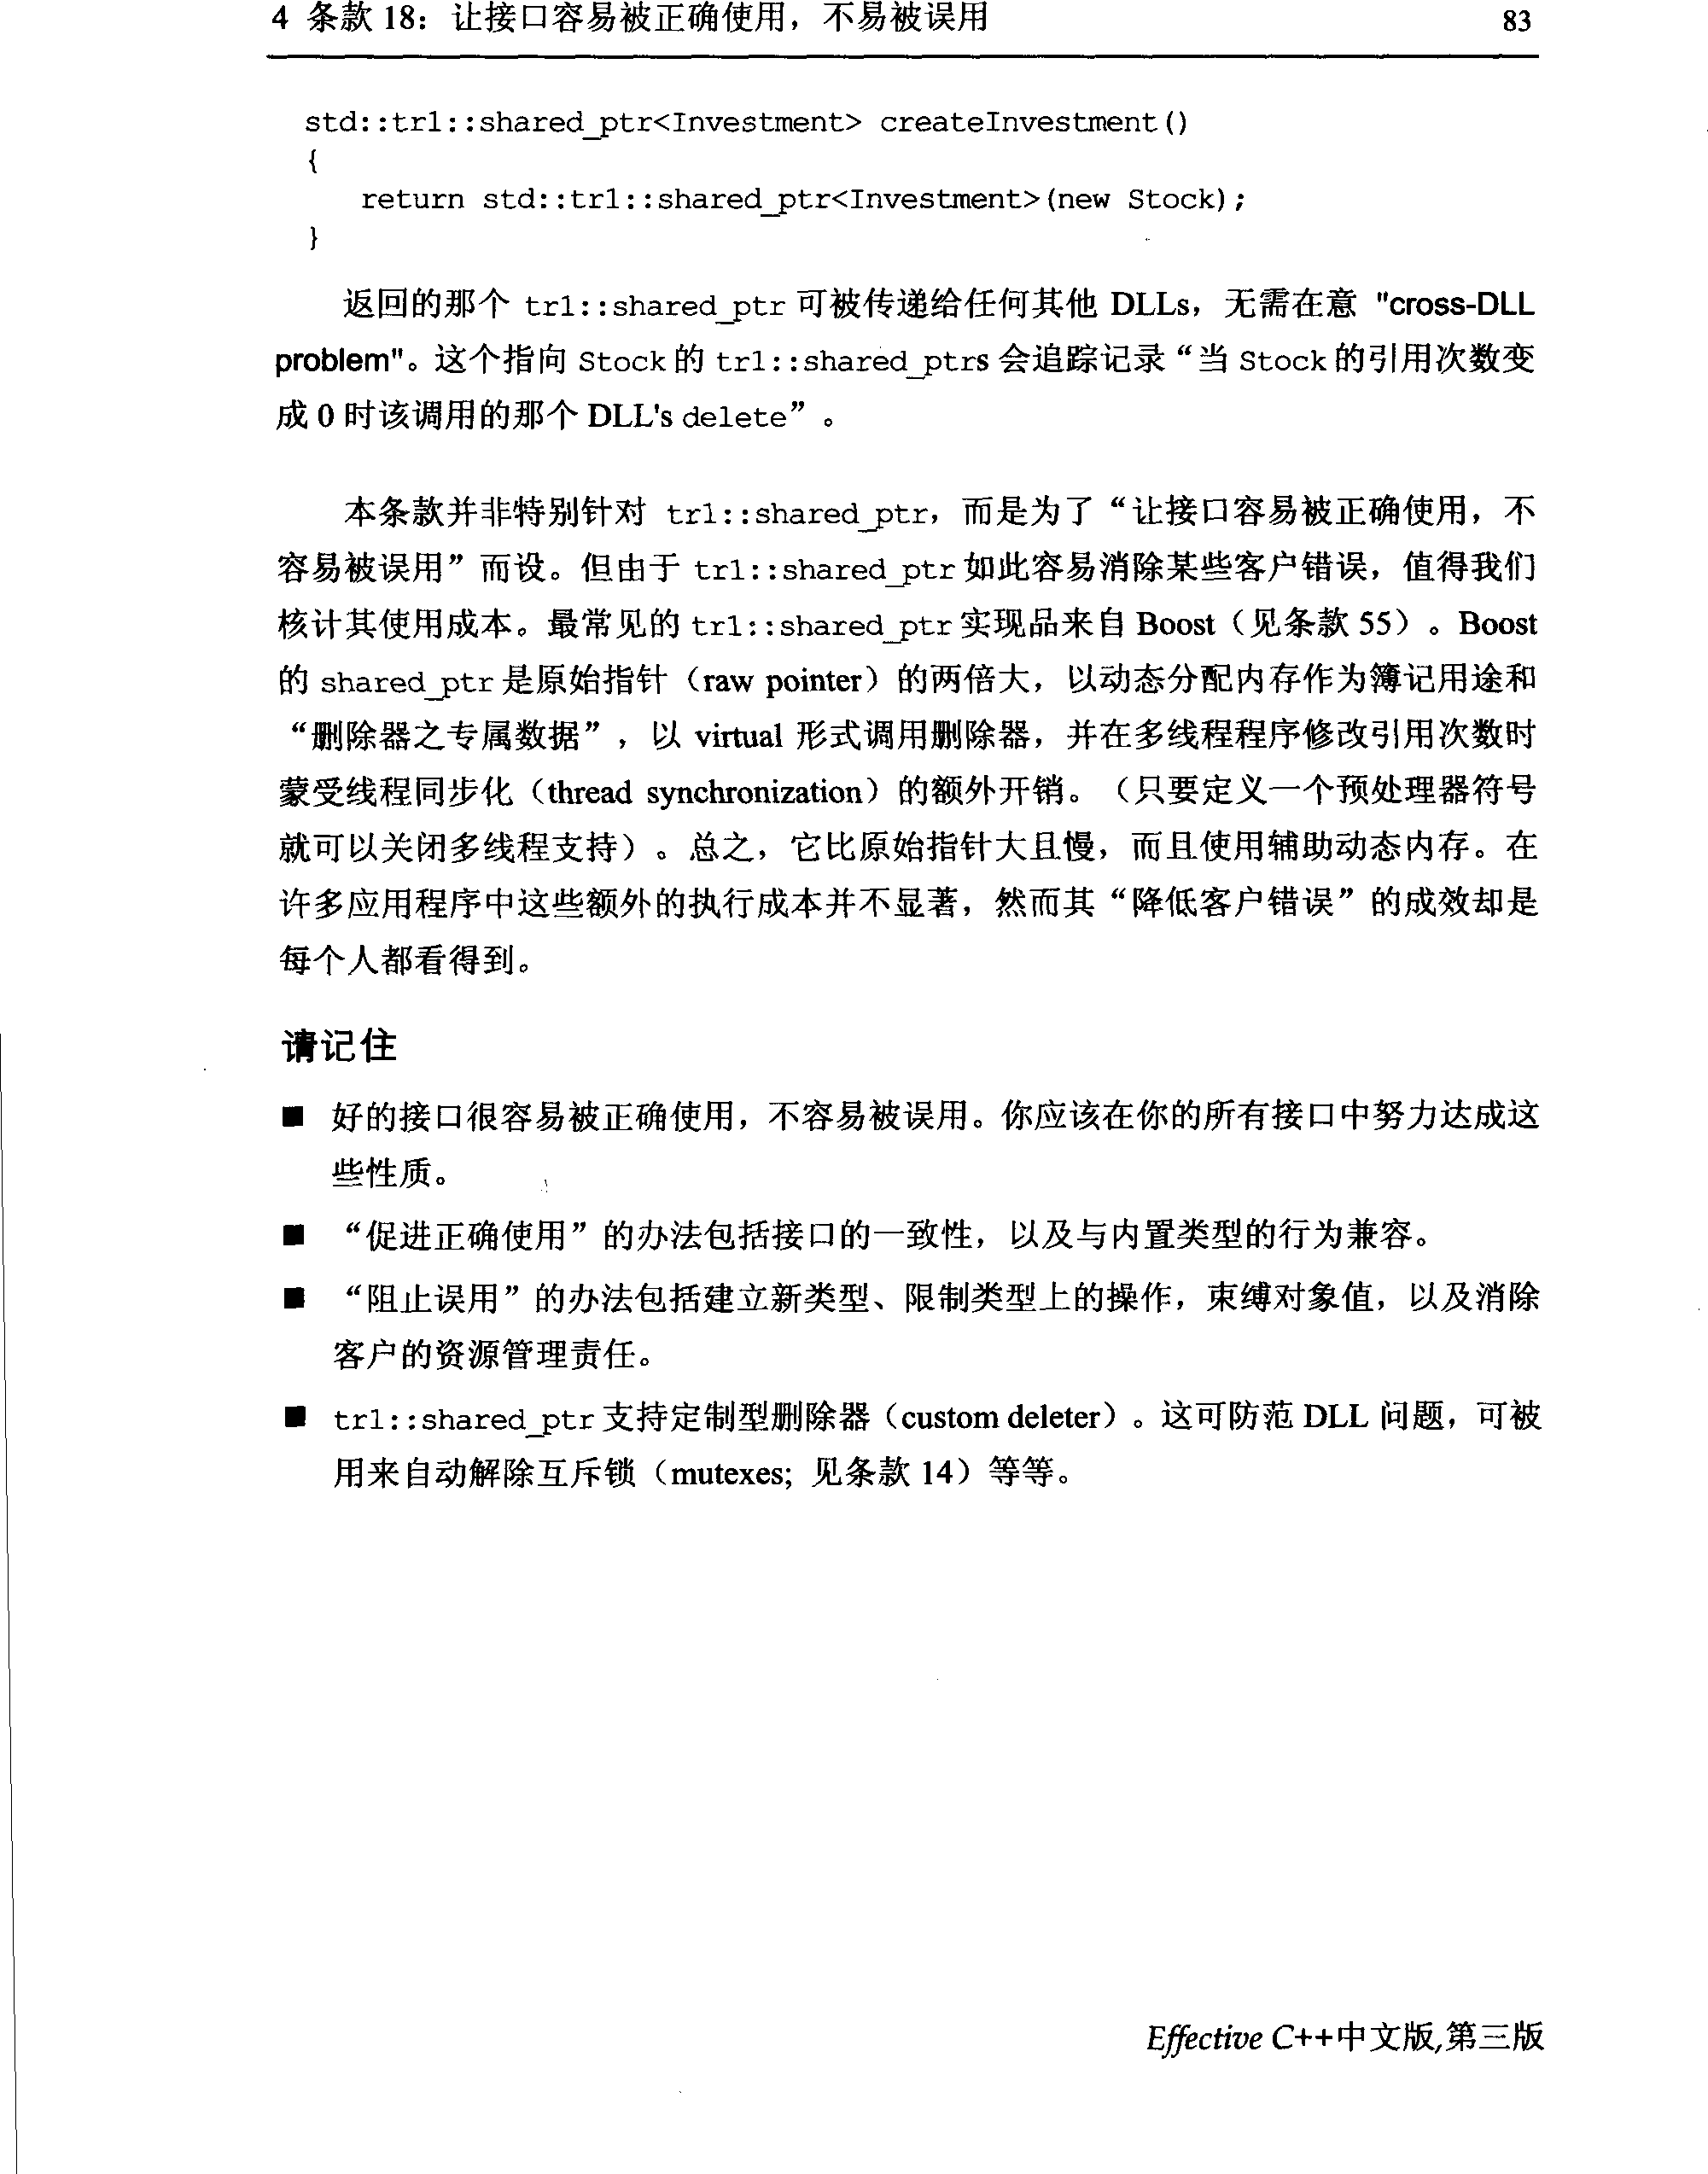 4 条款 18：让接口容易被正确使用，不易被误用 83
std::tr1::shared_ptr<Investment> createInvestment()
{
return std::tr1::shared_ptr<Investment>(new Stock);
}
返回的那个 tr1::shared_ptr 可被传递给任何其他 DLLs，无需在意 "cross-DLL
problem"。这个指向 Stock 的 tr1::shared_ptrs 会追踪记录“当 Stock 的引用次数变
成 0 时该调用的那个 DLL's delete”。
本条款并非特别针对 tr1::shared_ptr，而是为了“让接口容易被正确使用，不
容易被误用”而设。但由于 tr1::shared_ptr 如此容易消除某些客户错误，值得我们
核计其使用成本。最常见的 tr1::shared_ptr 实现品来自 Boost（见条款 55）。Boost
的 shared_ptr 是原始指针（raw pointer）的两倍大，以动态分配内存作为簿记用途和
“删除器之专属数据”，以 virtual 形式调用删除器，并在多线程程序修改引用次数时
蒙受线程同步化（thread synchronization）的额外开销。（只要定义一个预处理器符号
就可以关闭多线程支持）。总之，它比原始指针大且慢，而且使用辅助动态内存。在
许多应用程序中这些额外的执行成本并不显著，然而其“降低客户错误”的成效却是
每个人都看得到。
请记住
■ 好的接口很容易被正确使用，不容易被误用。你应该在你的所有接口中努力达成这
些性质。
■ “促进正确使用”的办法包括接口的一致性，以及与内置类型的行为兼容。
■ “阻止误用”的办法包括建立新类型、限制类型上的操作，束缚对象值，以及消除
客户的资源管理责任。
■ tr1::shared_ptr 支持定制型删除器（custom deleter）。这可防范 DLL 问题，可被
用来自动解除互斥锁（mutexes; 见条款 14）等等。
Effective C++中文版,第三版